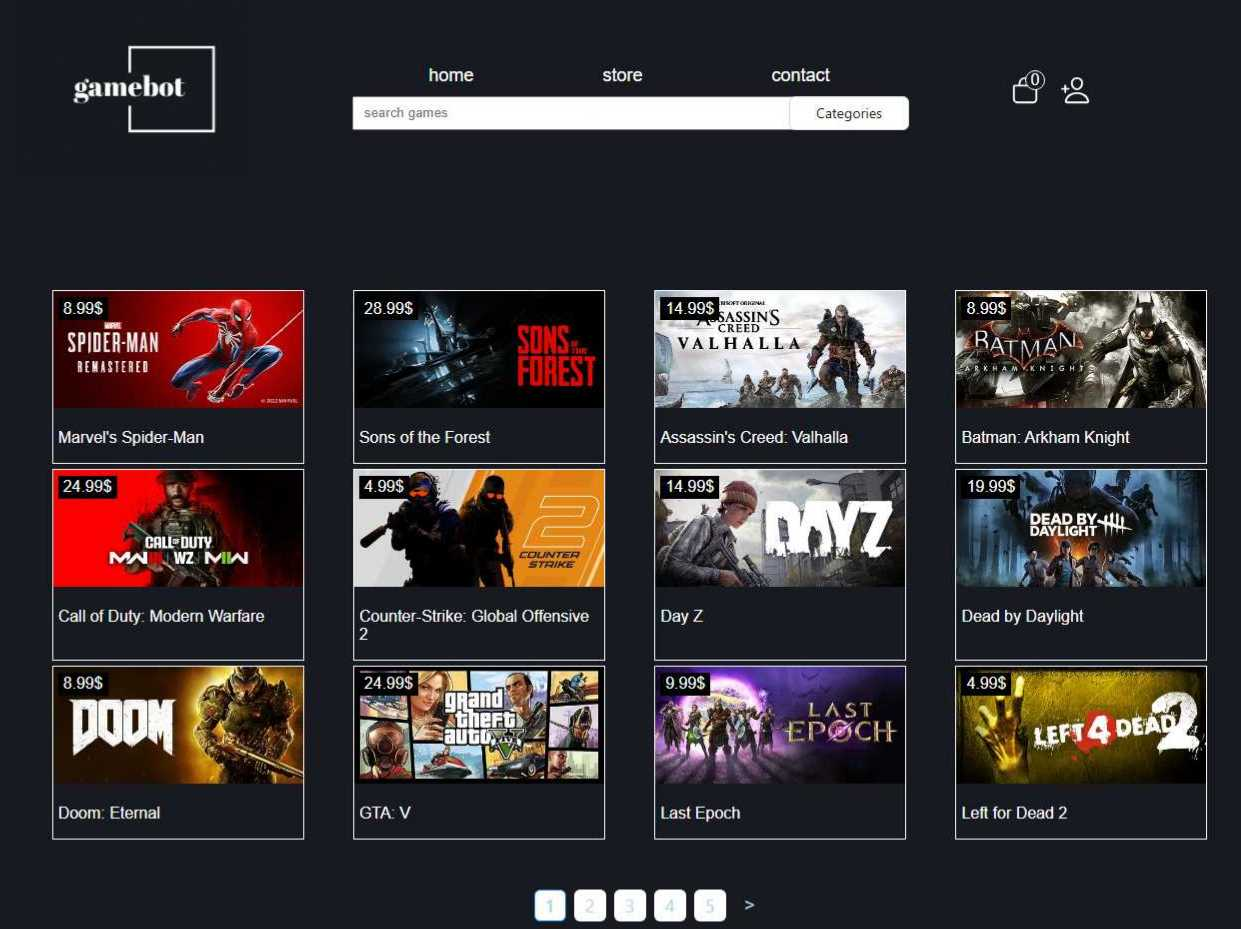 gamebot
home
store
contact
0
search games
Categories
8.99$
MARVEL
SPIDER-MAN
REMASTERED
© 2022 MARVEL
Marvel's Spider-Man
28.99$
SONS OF THE
FOREST
Sons of the Forest
14.99$
ASSASSIN'S
CREED
VALHALLA
Assassin's Creed: Valhalla
8.99$
BATMAN
ARKHAM KNIGHT
Batman: Arkham Knight
24.99$
CALL OF DUTY
MWIII WZ MW
Call of Duty: Modern Warfare
4.99$
2
COUNTER
STRIKE
Counter-Strike: Global Offensive
2
14.99$
DAYZ
Day Z
19.99$
DEAD BY
DAYLIGHT
Dead by Daylight
8.99$
DOOM
Doom: Eternal
24.99$
grand
theft
auto V
GTA: V
9.99$
LAST
EPOCH
Last Epoch
4.99$
LEFT 4 DEAD 2
Left for Dead 2
1
2
3
4
5
>